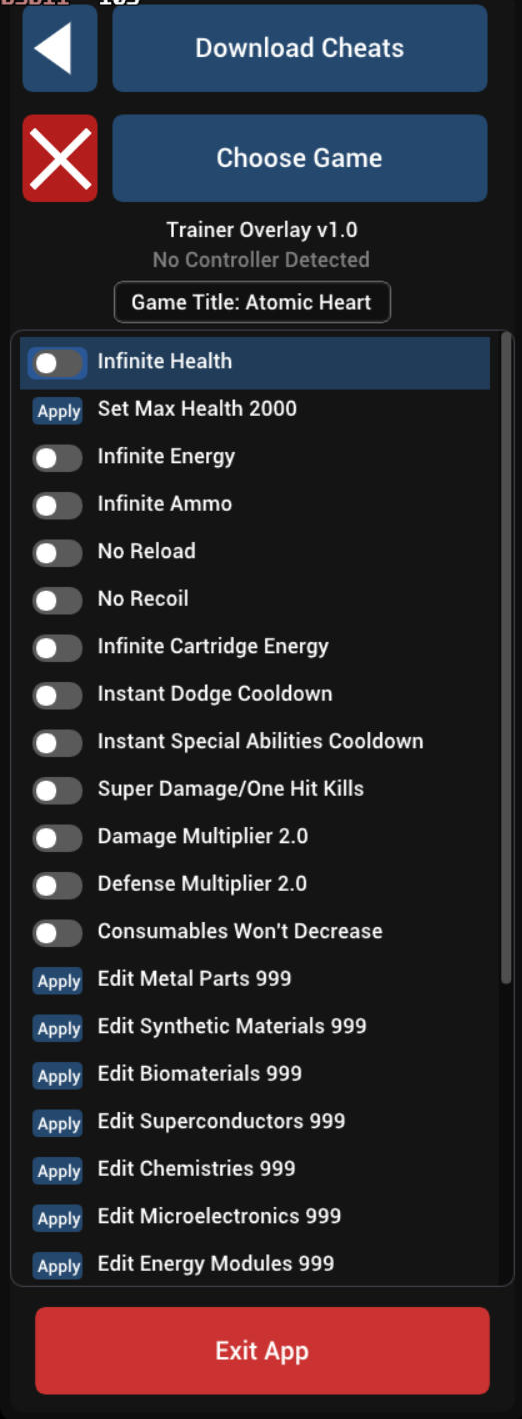 Download Cheats
Choose Game
Trainer Overlay v1.0
No Controller Detected
Game Title: Atomic Heart
Infinite Health
Apply Set Max Health 2000
Infinite Energy
Infinite Ammo
No Reload
No Recoil
Infinite Cartridge Energy
Instant Dodge Cooldown
Instant Special Abilities Cooldown
Super Damage/One Hit Kills
Damage Multiplier 2.0
Defense Multiplier 2.0
Consumables Won't Decrease
Apply Edit Metal Parts 999
Apply Edit Synthetic Materials 999
Apply Edit Biomaterials 999
Apply Edit Superconductors 999
Apply Edit Chemistries 999
Apply Edit Microelectronics 999
Apply Edit Energy Modules 999
Exit App